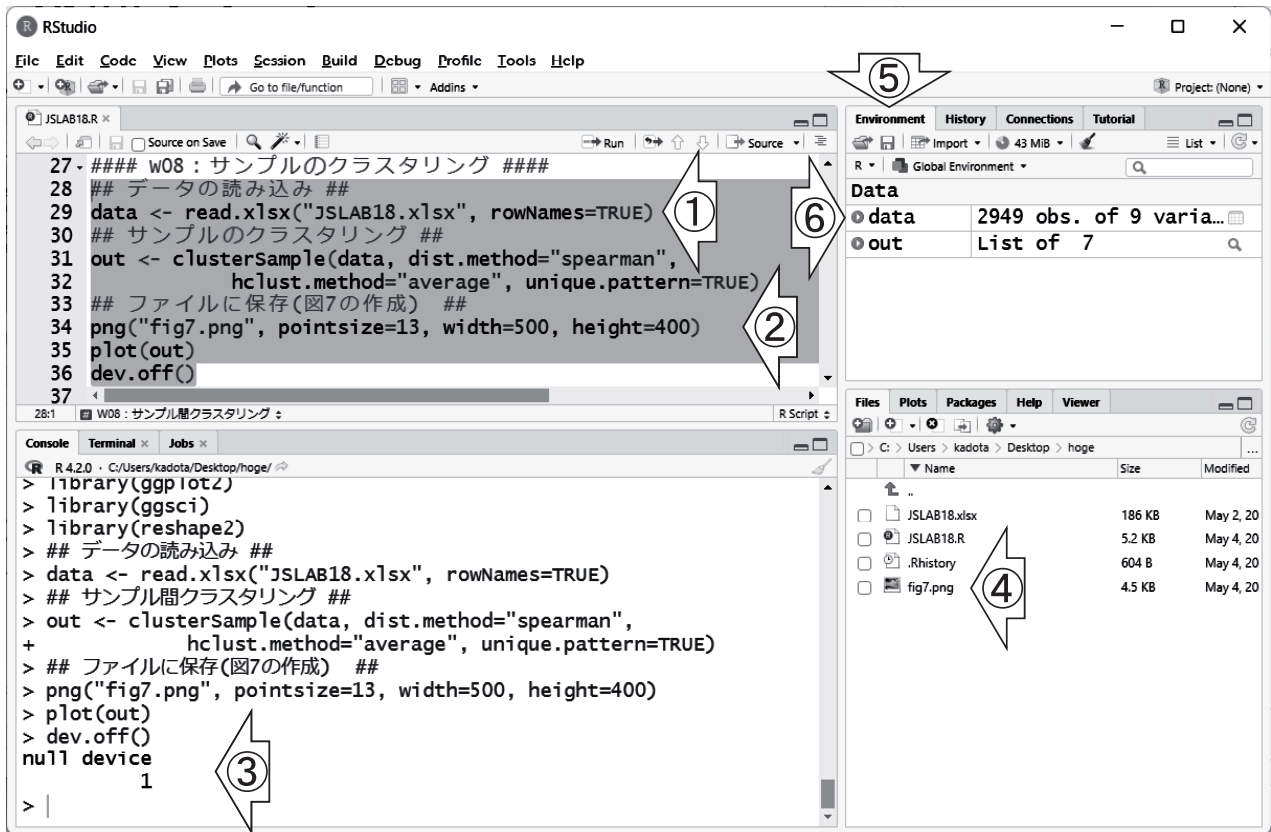 RStudio
File Edit Code View Plots Session Build Debug Profile Tools Help
Go to file/function Addins
Project: (None)
JSLAB18.R
Source on Save Run Source
27 #### W08：サンプルのクラスタリング ####
28 ## データの読み込み ##
29 data <- read.xlsx("JSLAB18.xlsx", rowNames=TRUE)
30 ## サンプルのクラスタリング ##
31 out <- clusterSample(data, dist.method="spearman",
32 hclust.method="average", unique.pattern=TRUE)
33 ## ファイルに保存(図7の作成) ##
34 png("fig7.png", pointsize=13, width=500, height=400)
35 plot(out)
36 dev.off()
37
28:1 # W08：サンプル間クラスタリング R Script
①
②
Console Terminal Jobs
R 4.2.0 · C:/Users/kadota/Desktop/hoge/
> library(ggplot2)
> library(ggsci)
> library(reshape2)
> ## データの読み込み ##
> data <- read.xlsx("JSLAB18.xlsx", rowNames=TRUE)
> ## サンプル間クラスタリング ##
> out <- clusterSample(data, dist.method="spearman",
+ hclust.method="average", unique.pattern=TRUE)
> ## ファイルに保存(図7の作成) ##
> png("fig7.png", pointsize=13, width=500, height=400)
> plot(out)
> dev.off()
null device
1
>
③
⑤
Environment History Connections Tutorial
Import 43 MiB List
R Global Environment
⑥
Data
data 2949 obs. of 9 varia…
out List of 7
Files Plots Packages Help Viewer
C: > Users > kadota > Desktop > hoge ...
Name Size Modified
..
JSLAB18.xlsx 186 KB May 2, 20
JSLAB18.R 5.2 KB May 4, 20
.Rhistory 604 B May 4, 20
fig7.png 4.5 KB May 4, 20
④